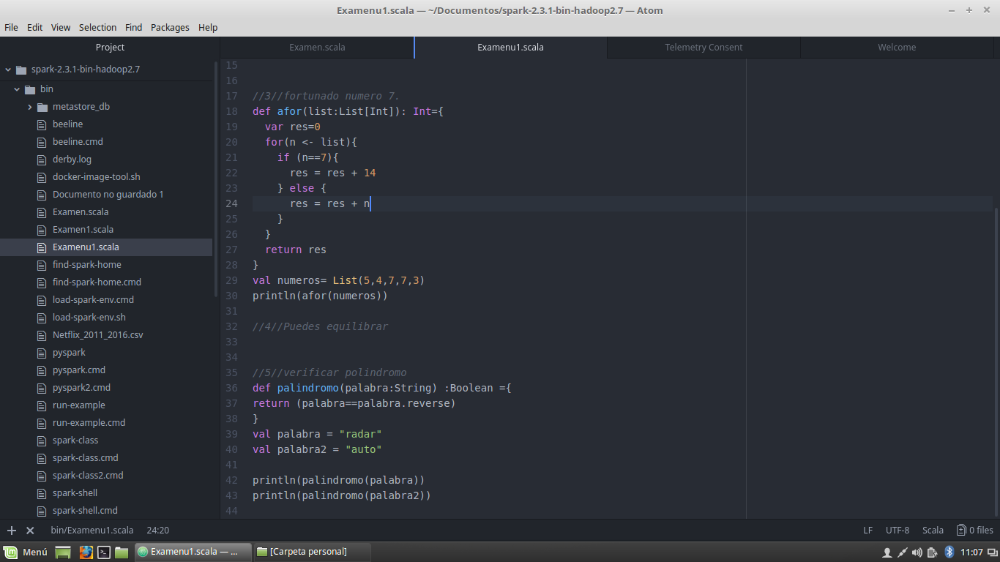 Examenu1.scala — ~/Documentos/spark-2.3.1-bin-hadoop2.7 — Atom
File Edit View Selection Find Packages Help
Project
Examen.scala
Examenu1.scala
Telemetry Consent
Welcome
spark-2.3.1-bin-hadoop2.7
bin
metastore_db
beeline
beeline.cmd
derby.log
docker-image-tool.sh
Documento no guardado 1
Examen.scala
Examen1.scala
Examenu1.scala
find-spark-home
find-spark-home.cmd
load-spark-env.cmd
load-spark-env.sh
Netflix_2011_2016.csv
pyspark
pyspark.cmd
pyspark2.cmd
run-example
run-example.cmd
spark-class
spark-class.cmd
spark-class2.cmd
spark-shell
spark-shell.cmd
15
16
17 //3//fortunado numero 7.
18 def afor(list:List[Int]): Int={
19   var res=0
20   for(n <- list){
21     if (n==7){
22       res = res + 14
23     } else {
24       res = res + n
25     }
26   }
27   return res
28 }
29 val numeros= List(5,4,7,7,3)
30 println(afor(numeros))
31
32 //4//Puedes equilibrar
33
34
35 //5//verificar polindromo
36 def palindromo(palabra:String) :Boolean ={
37 return (palabra==palabra.reverse)
38 }
39 val palabra = "radar"
40 val palabra2 = "auto"
41
42 println(palindromo(palabra))
43 println(palindromo(palabra2))
44
bin/Examenu1.scala 24:20
LF UTF-8 Scala 0 files
Menú
Examenu1.scala — ...
[Carpeta personal]
11:07